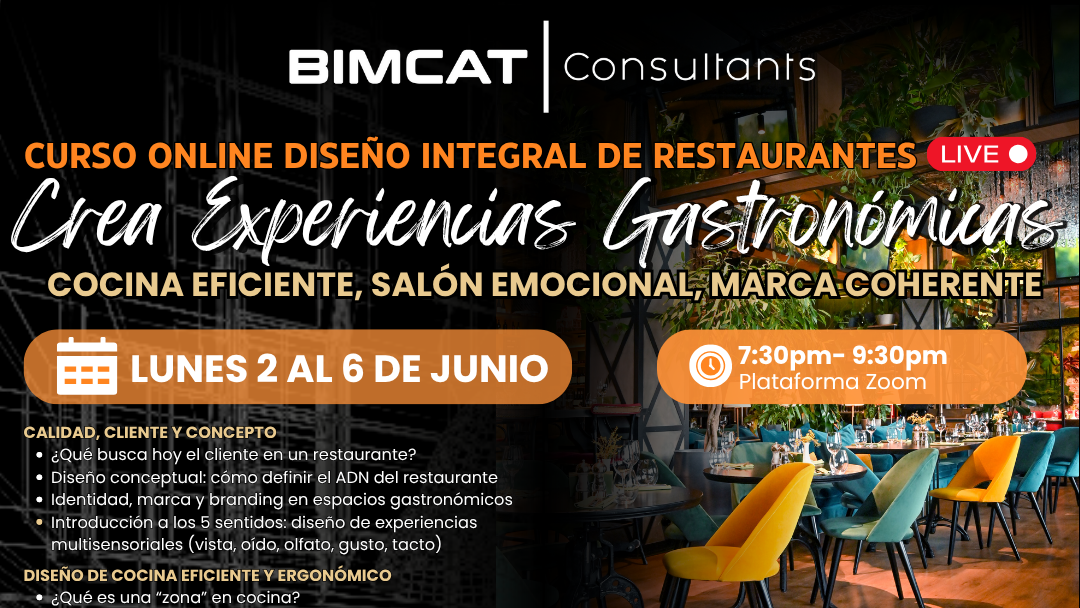 BIMCAT | Consultants
CURSO ONLINE DISEÑO INTEGRAL DE RESTAURANTES LIVE
Crea Experiencias Gastronómicas
COCINA EFICIENTE, SALÓN EMOCIONAL, MARCA COHERENTE
LUNES 2 AL 6 DE JUNIO
7:30pm- 9:30pm
Plataforma Zoom
CALIDAD, CLIENTE Y CONCEPTO
• ¿Qué busca hoy el cliente en un restaurante?
• Diseño conceptual: cómo definir el ADN del restaurante
• Identidad, marca y branding en espacios gastronómicos
• Introducción a los 5 sentidos: diseño de experiencias
multisensoriales (vista, oído, olfato, gusto, tacto)
DISEÑO DE COCINA EFICIENTE Y ERGONÓMICO
• ¿Qué es una “zona” en cocina?